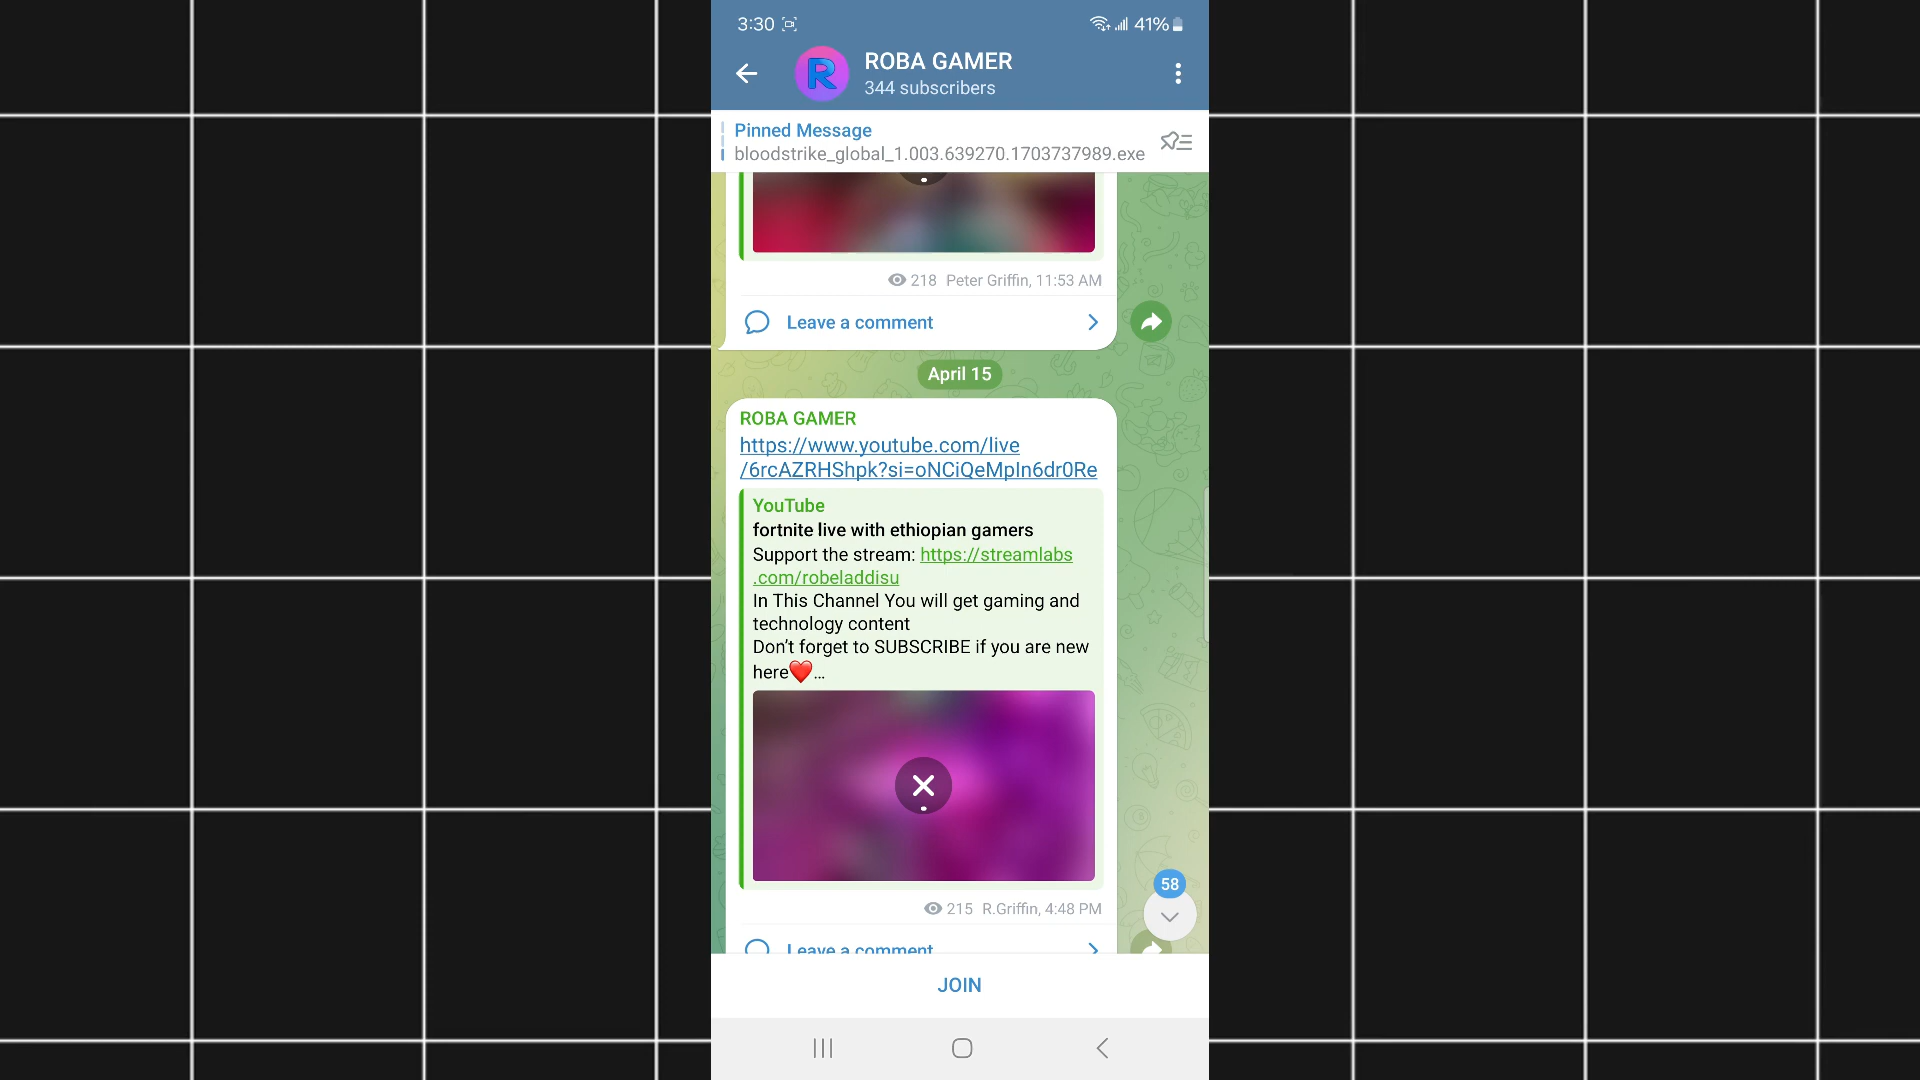 3:30
41%
R
ROBA GAMER
344 subscribers
Pinned Message
bloodstrike_global_1.003.639270.1703737989.exe
218 Peter Griffin, 11:53 AM
Leave a comment
April 15
ROBA GAMER
https://www.youtube.com/live
/6rcAZRHShpk?si=oNCiQeMpIn6dr0Re
YouTube
fortnite live with ethiopian gamers
Support the stream: https://streamlabs
.com/robeladdisu
In This Channel You will get gaming and
technology content
Don't forget to SUBSCRIBE if you are new
here❤️...
58
215 R.Griffin, 4:48 PM
Leave a comment
JOIN